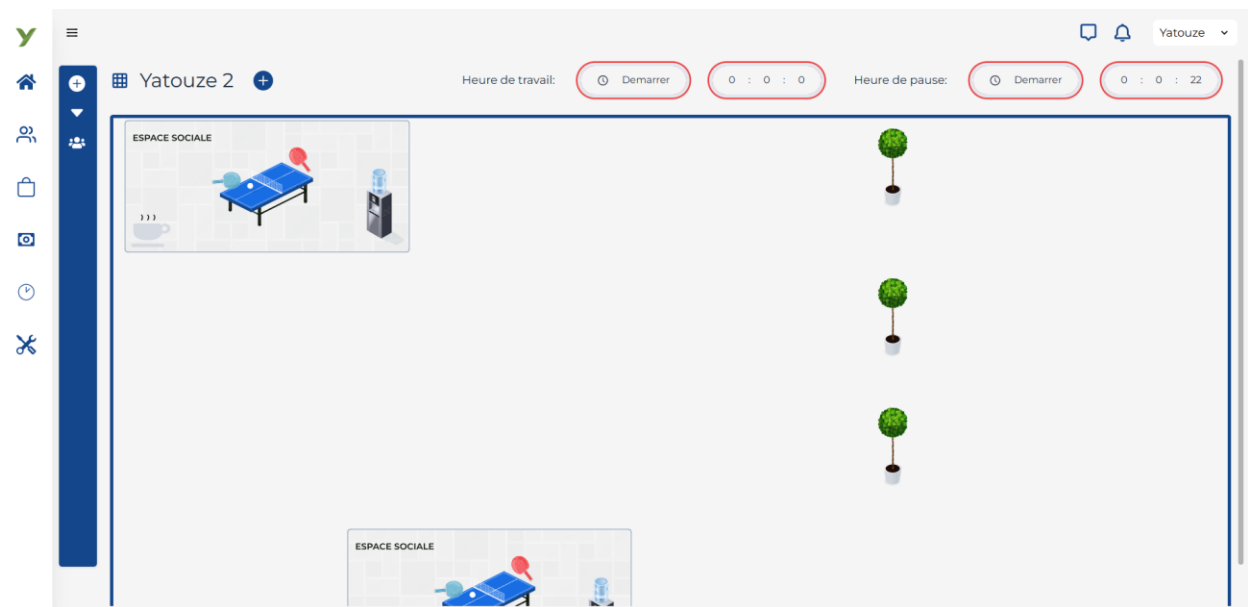 Y
Yatouze
Yatouze 2
Heure de travail:
Demarrer
0 : 0 : 0
Heure de pause:
Demarrer
0 : 0 : 22
ESPACE SOCIALE
ESPACE SOCIALE